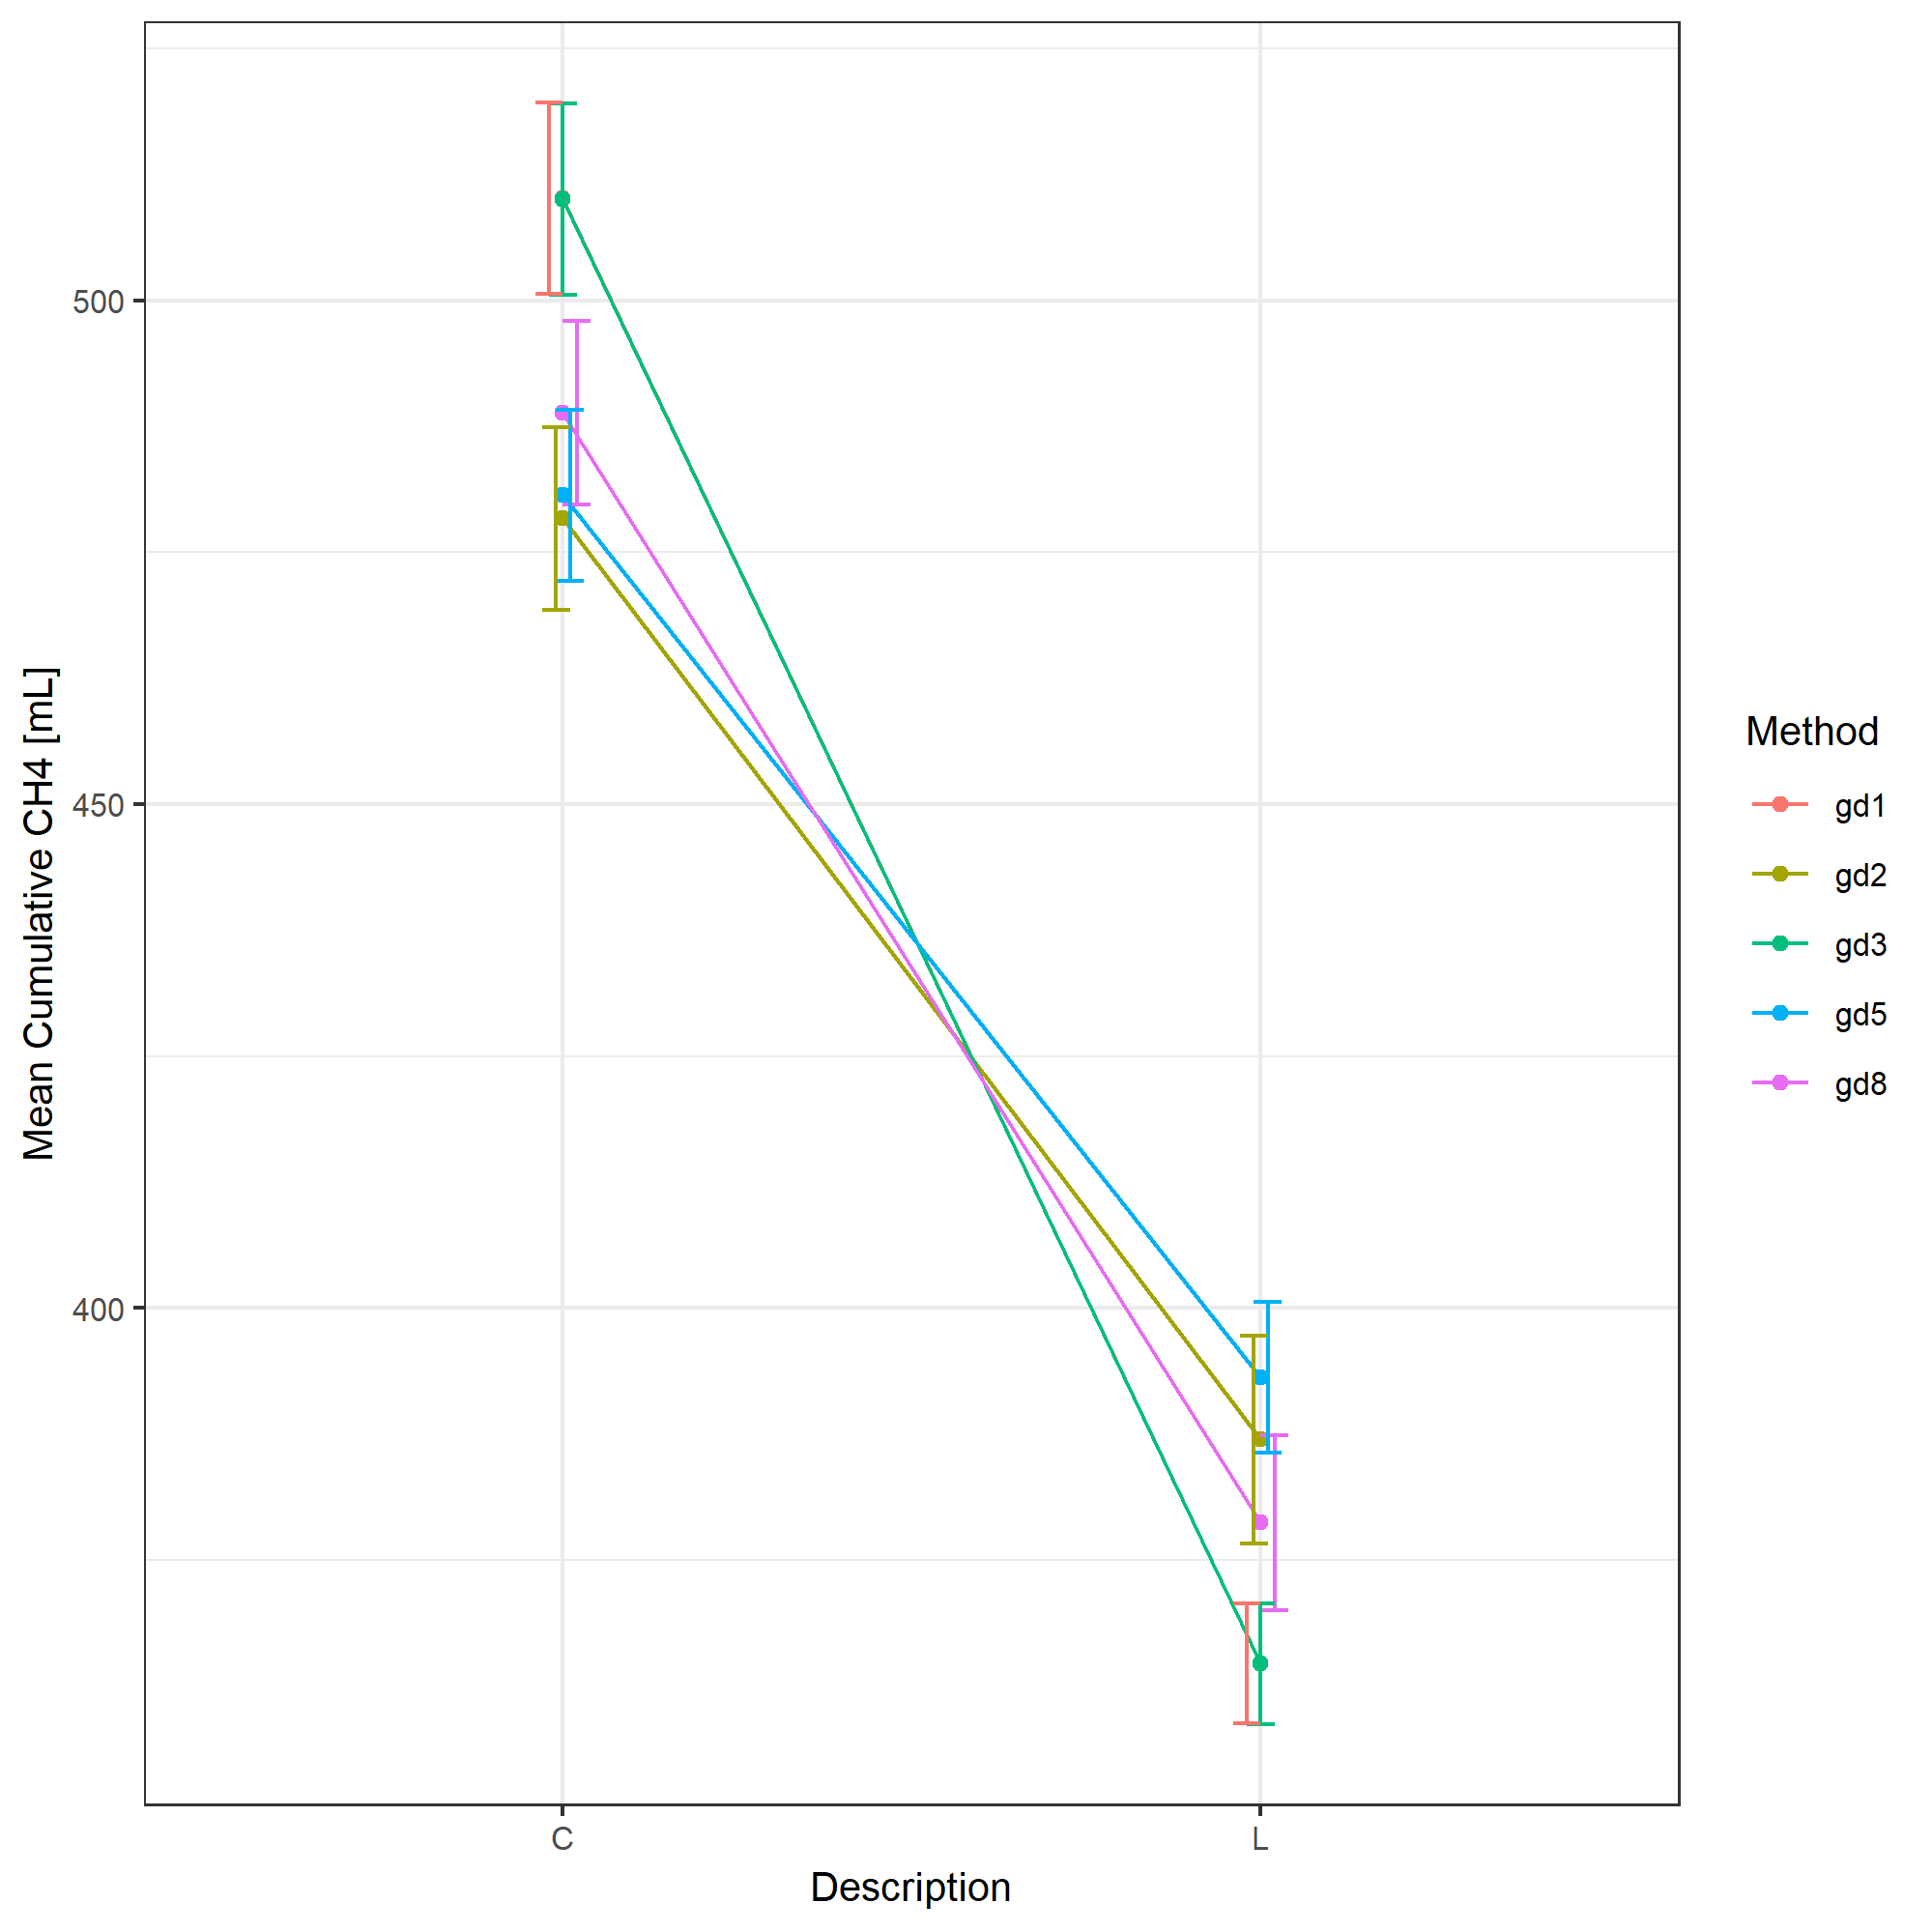 500
450
400
Mean Cumulative CH4 [mL]
C
L
Description
Method
gd1
gd2
gd3
gd5
gd8